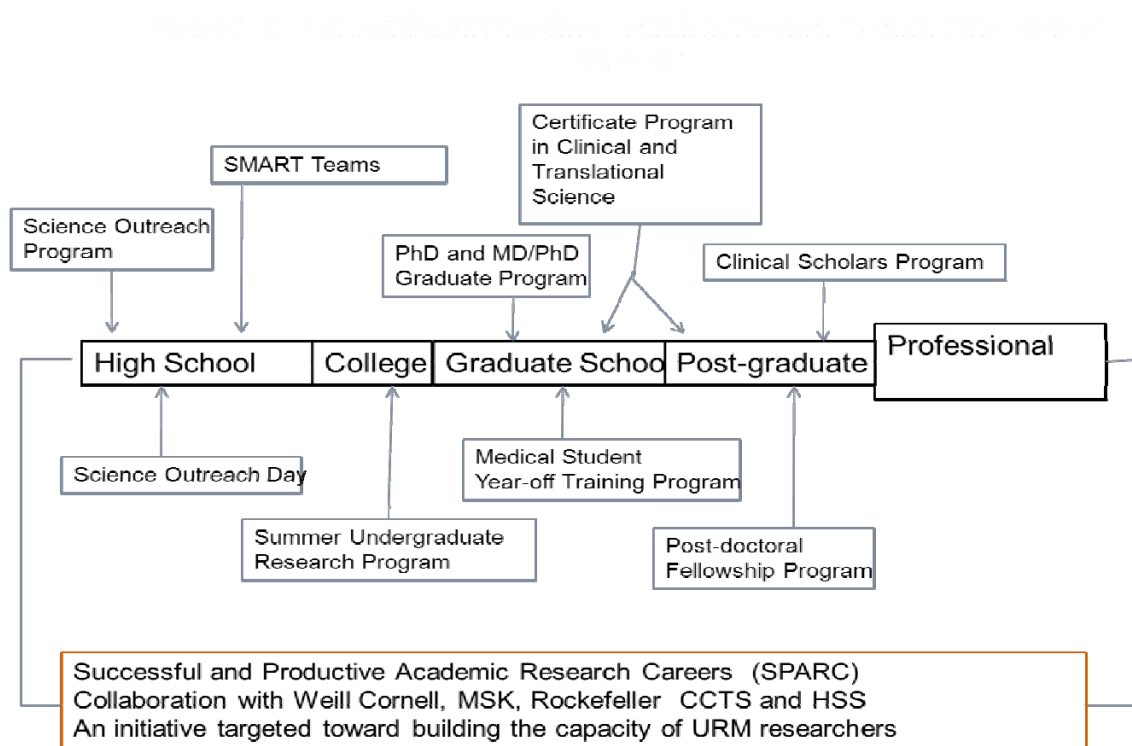 Certificate Program
in Clinical and
Translational
Science
SMART Teams
Science Outreach
Program
PhD and MD/PhD
Graduate Program
Clinical Scholars Program
High School
College
Graduate Schoo
Post-graduate
Professional
Science Outreach Day
Medical Student
Year-off Training Program
Summer Undergraduate
Research Program
Post-doctoral
Fellowship Program
Successful and Productive Academic Research Careers (SPARC)
Collaboration with Weill Cornell, MSK, Rockefeller CCTS and HSS
An initiative targeted toward building the capacity of URM researchers